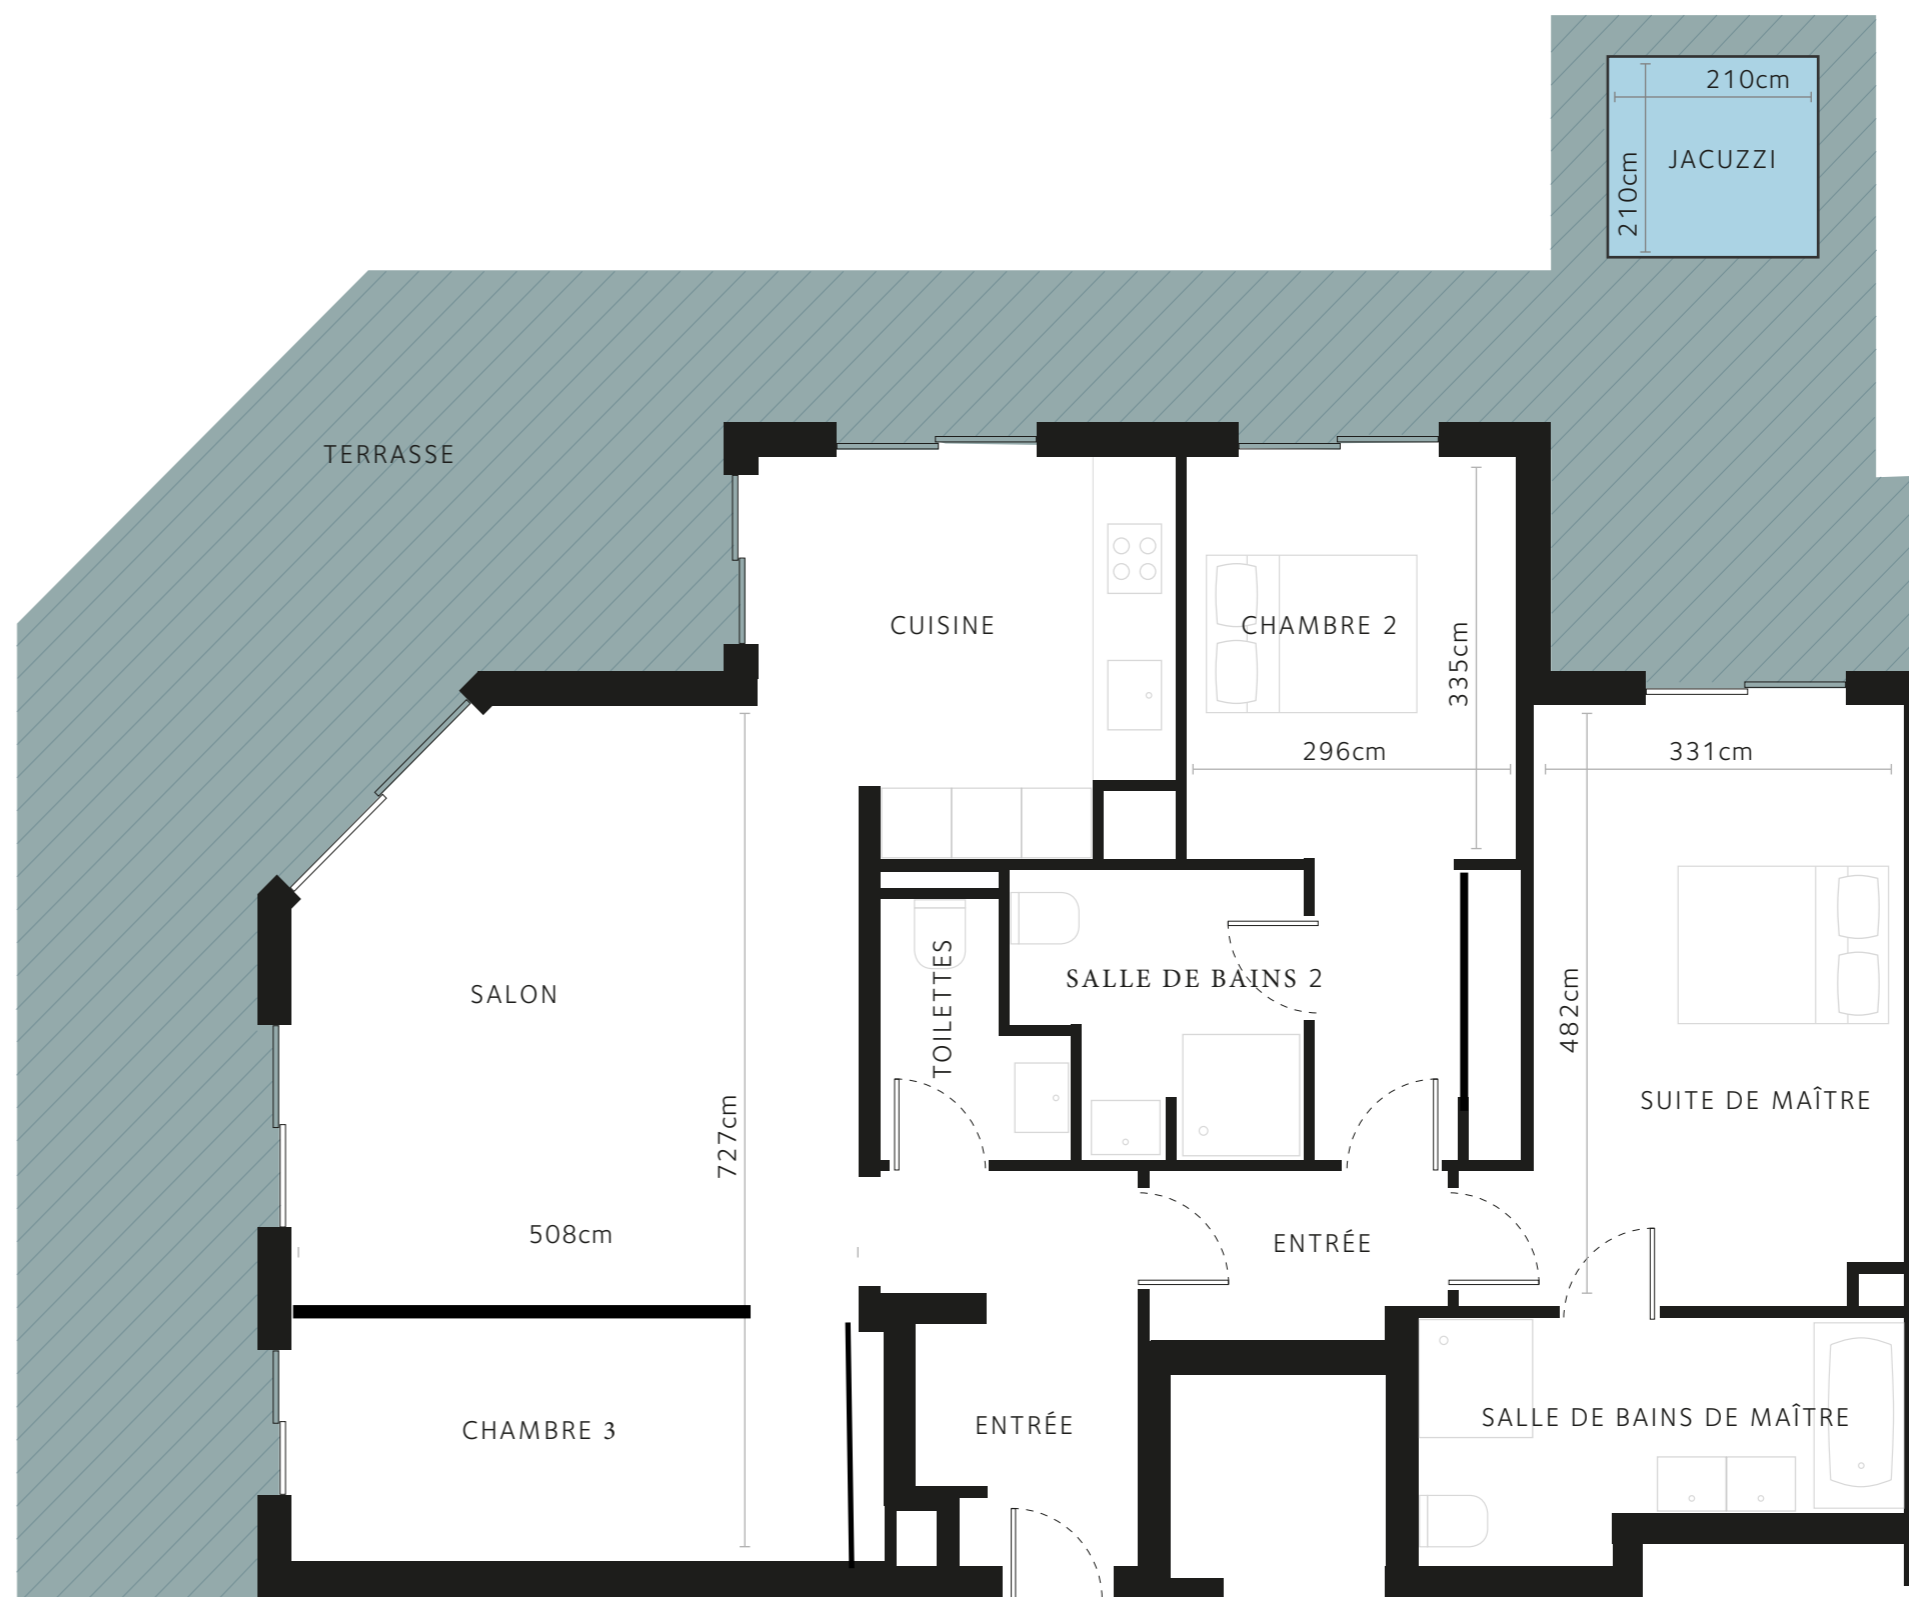 210cm
JACUZZI
210cm
TERRASSE
CUISINE
CHAMBRE 2
335cm
296cm
331cm
SALON
TOILETTES
SALLE DE BAINS 2
482cm
SUITE DE MAÎTRE
727cm
508cm
ENTRÉE
CHAMBRE 3
ENTRÉE
SALLE DE BAINS DE MAÎTRE